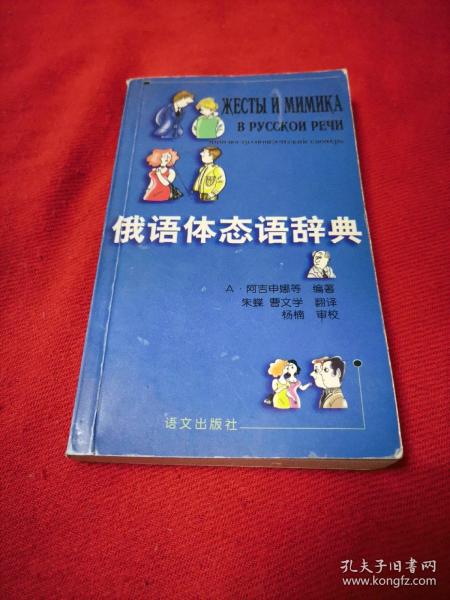 ЖЕСТЫ И МИМИКА
В РУССКОЙ РЕЧИ
俄语体态语辞典
А·阿吉申娜等 编著
朱蝶 曹文学 翻译
杨楠 审校
语文出版社
孔夫子旧书网
www.kongfz.com